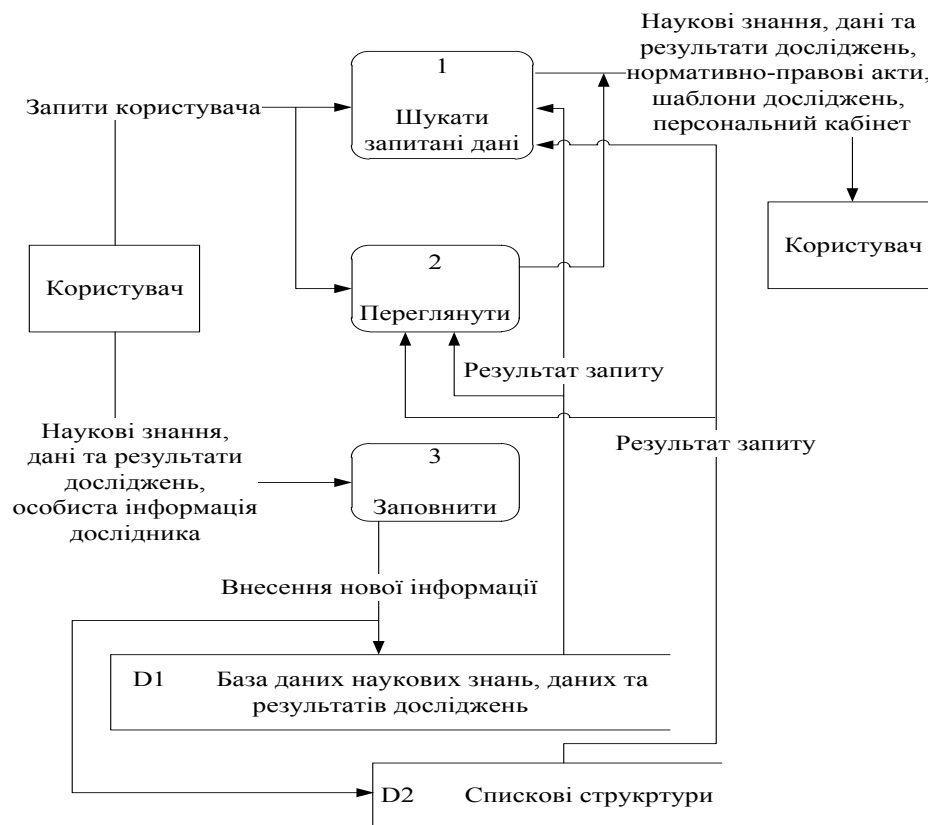 Наукові знання, дані та
результати досліджень,
нормативно-правові акти,
шаблони досліджень,
персональний кабінет
1
Шукати
запитані дані
Запити користувача
Користувач
2
Переглянути
Користувач
Результат запиту
Наукові знання,
дані та результати
досліджень,
особиста інформація
дослідника
3
Заповнити
Результат запиту
Внесення нової інформації
D1 База даних наукових знань, даних та
результатів досліджень
D2 Спискові струкртури